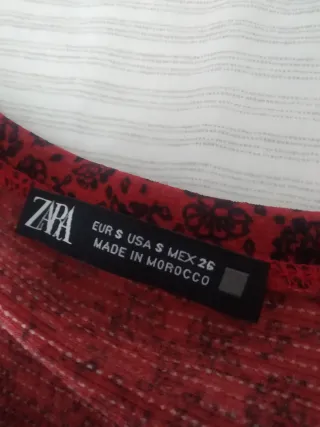 ZARA
EUR S USA S MEX 26
MADE IN MOROCCO